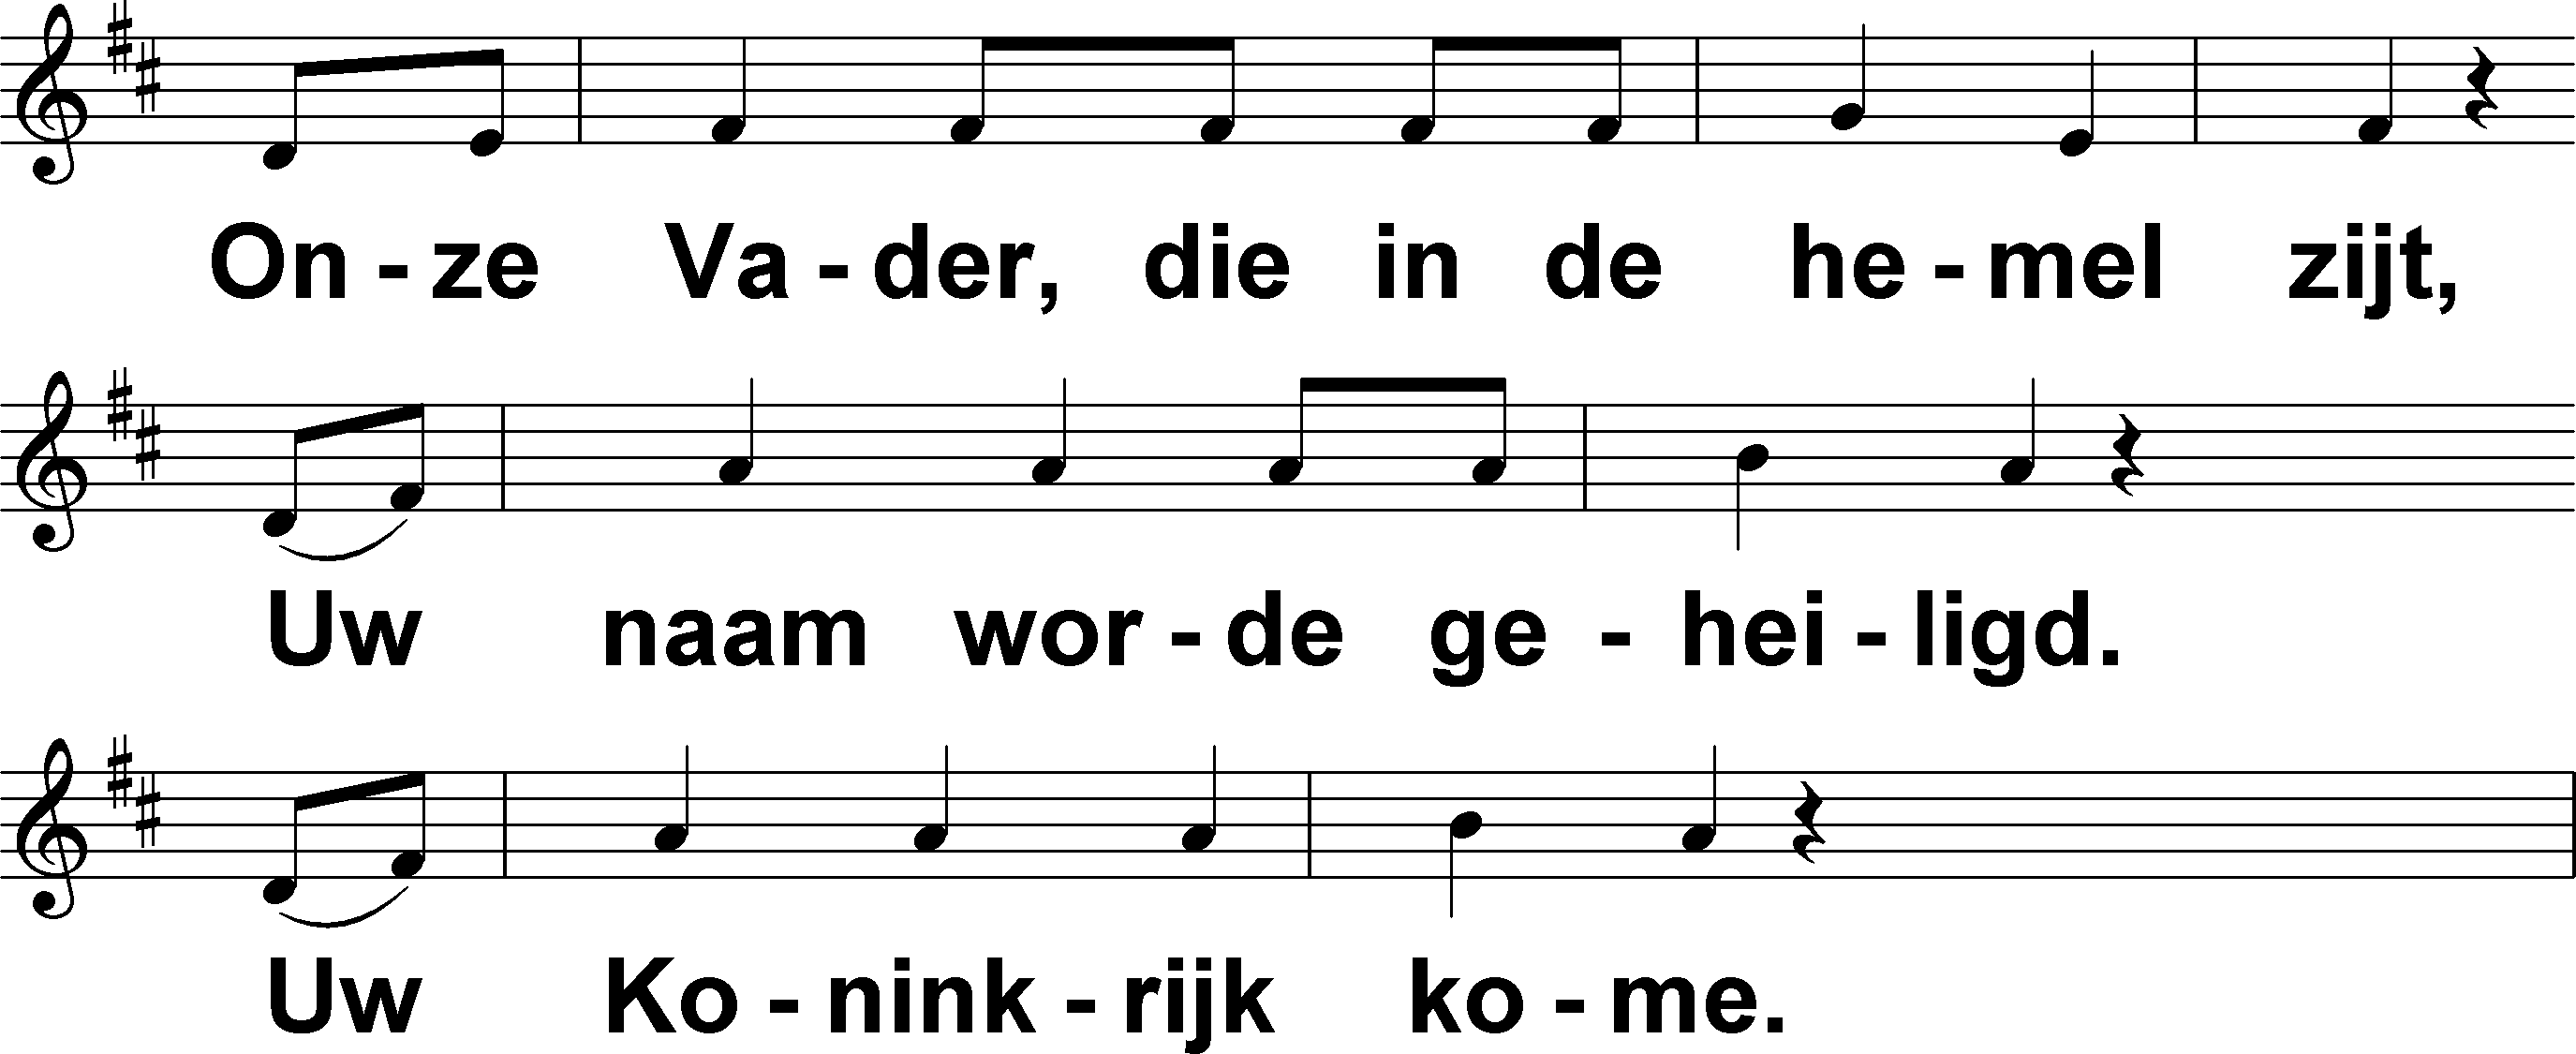 On - ze Va - der, die in de he - mel zijt,
Uw naam wor - de ge - hei - ligd.
Uw Ko - nink - rijk ko - me.